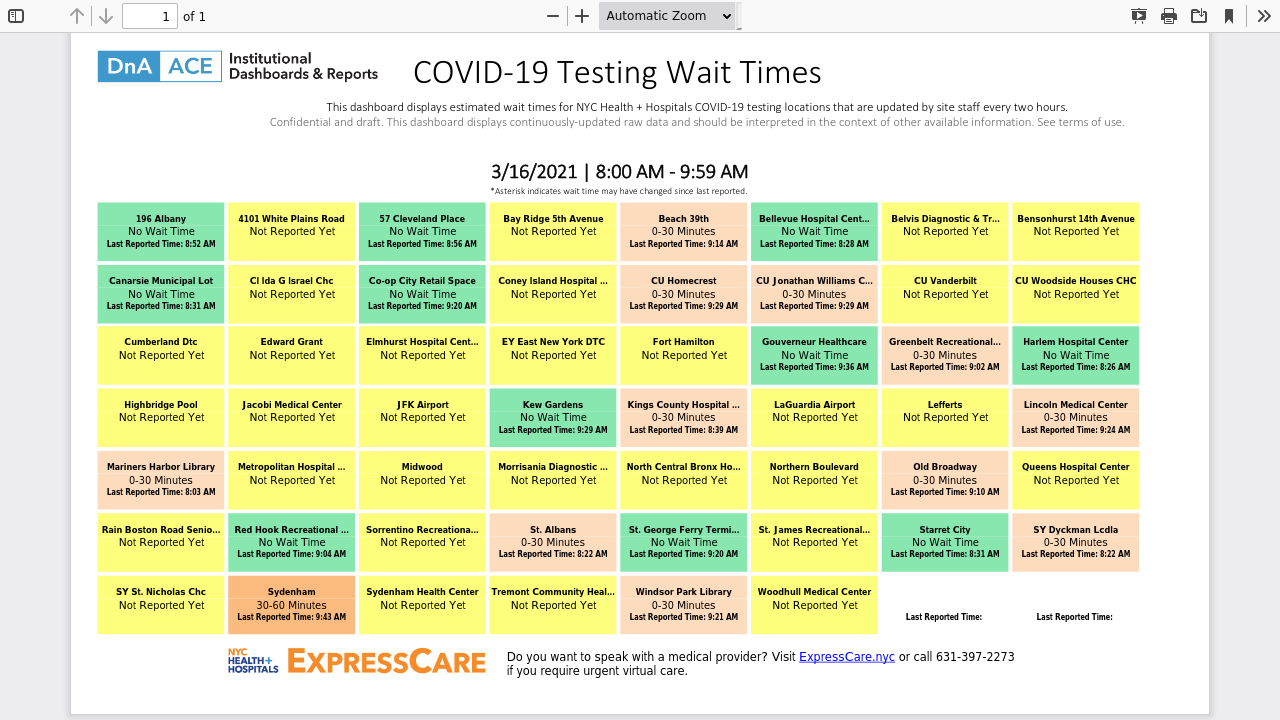 1 of 1 Automatic Zoom
DnA ACE Institutional Dashboards & Reports
COVID-19 Testing Wait Times
This dashboard displays estimated wait times for NYC Health + Hospitals COVID-19 testing locations that are updated by site staff every two hours.
Confidential and draft. This dashboard displays continuously-updated raw data and should be interpreted in the context of other available information. See terms of use.
3/16/2021 | 8:00 AM - 9:59 AM
*Asterisk indicates wait time may have changed since last reported.
196 Albany
No Wait Time
Last Reported Time: 8:52 AM
4101 White Plains Road
Not Reported Yet
57 Cleveland Place
No Wait Time
Last Reported Time: 8:56 AM
Bay Ridge 5th Avenue
Not Reported Yet
Beach 39th
0-30 Minutes
Last Reported Time: 9:14 AM
Bellevue Hospital Cent...
No Wait Time
Last Reported Time: 8:28 AM
Belvis Diagnostic & Tr...
Not Reported Yet
Bensonhurst 14th Avenue
Not Reported Yet
Canarsie Municipal Lot
No Wait Time
Last Reported Time: 8:31 AM
CI Ida G Israel Chc
Not Reported Yet
Co-op City Retail Space
No Wait Time
Last Reported Time: 9:20 AM
Coney Island Hospital ...
Not Reported Yet
CU Homecrest
0-30 Minutes
Last Reported Time: 9:29 AM
CU Jonathan Williams C...
0-30 Minutes
Last Reported Time: 9:29 AM
CU Vanderbilt
Not Reported Yet
CU Woodside Houses CHC
Not Reported Yet
Cumberland Dtc
Not Reported Yet
Edward Grant
Not Reported Yet
Elmhurst Hospital Cent...
Not Reported Yet
EY East New York DTC
Not Reported Yet
Fort Hamilton
Not Reported Yet
Gouverneur Healthcare
No Wait Time
Last Reported Time: 9:36 AM
Greenbelt Recreational...
0-30 Minutes
Last Reported Time: 9:02 AM
Harlem Hospital Center
No Wait Time
Last Reported Time: 8:26 AM
Highbridge Pool
Not Reported Yet
Jacobi Medical Center
Not Reported Yet
JFK Airport
Not Reported Yet
Kew Gardens
No Wait Time
Last Reported Time: 9:29 AM
Kings County Hospital ...
0-30 Minutes
Last Reported Time: 8:39 AM
LaGuardia Airport
Not Reported Yet
Lefferts
Not Reported Yet
Lincoln Medical Center
0-30 Minutes
Last Reported Time: 9:24 AM
Mariners Harbor Library
0-30 Minutes
Last Reported Time: 8:03 AM
Metropolitan Hospital ...
Not Reported Yet
Midwood
Not Reported Yet
Morrisania Diagnostic ...
Not Reported Yet
North Central Bronx Ho...
Not Reported Yet
Northern Boulevard
Not Reported Yet
Old Broadway
0-30 Minutes
Last Reported Time: 9:10 AM
Queens Hospital Center
Not Reported Yet
Rain Boston Road Senio...
Not Reported Yet
Red Hook Recreational ...
No Wait Time
Last Reported Time: 9:04 AM
Sorrentino Recreationa...
Not Reported Yet
St. Albans
0-30 Minutes
Last Reported Time: 8:22 AM
St. George Ferry Termi...
No Wait Time
Last Reported Time: 9:20 AM
St. James Recreational...
Not Reported Yet
Starret City
No Wait Time
Last Reported Time: 8:31 AM
SY Dyckman Lcdla
0-30 Minutes
Last Reported Time: 8:22 AM
SY St. Nicholas Chc
Not Reported Yet
Sydenham
30-60 Minutes
Last Reported Time: 9:43 AM
Sydenham Health Center
Not Reported Yet
Tremont Community Heal...
Not Reported Yet
Windsor Park Library
0-30 Minutes
Last Reported Time: 9:21 AM
Woodhull Medical Center
Not Reported Yet
Last Reported Time:
Last Reported Time:
NYC
HEALTH+
HOSPITALS
EXPRESSCARE
Do you want to speak with a medical provider? Visit ExpressCare.nyc or call 631-397-2273
if you require urgent virtual care.